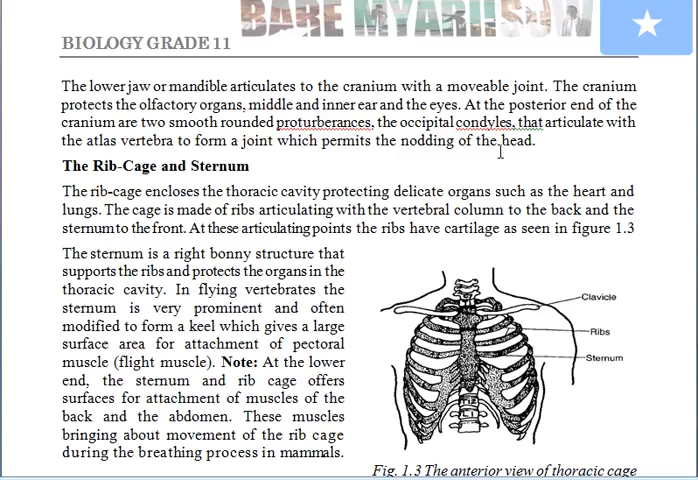 BARE MYARIISOW
BIOLOGY GRADE 11
The lower jaw or mandible articulates to the cranium with a moveable joint. The cranium
protects the olfactory organs, middle and inner ear and the eyes. At the posterior end of the
cranium are two smooth rounded proturberances, the occipital condyles, that articulate with
the atlas vertebra to form a joint which permits the nodding of the head.
The Rib-Cage and Sternum
The rib-cage encloses the thoracic cavity protecting delicate organs such as the heart and
lungs. The cage is made of ribs articulating with the vertebral column to the back and the
sternum to the front. At these articulating points the ribs have cartilage as seen in figure 1.3
The sternum is a right bonny structure that
supports the ribs and protects the organs in the
thoracic cavity. In flying vertebrates the
sternum is very prominent and often
modified to form a keel which gives a large
surface area for attachment of pectoral
muscle (flight muscle). Note: At the lower
end, the sternum and rib cage offers
surfaces for attachment of muscles of the
back and the abdomen. These muscles
bringing about movement of the rib cage
during the breathing process in mammals.
Clavicle
Ribs
Sternum
T12
L1
Fig. 1.3 The anterior view of thoracic cage